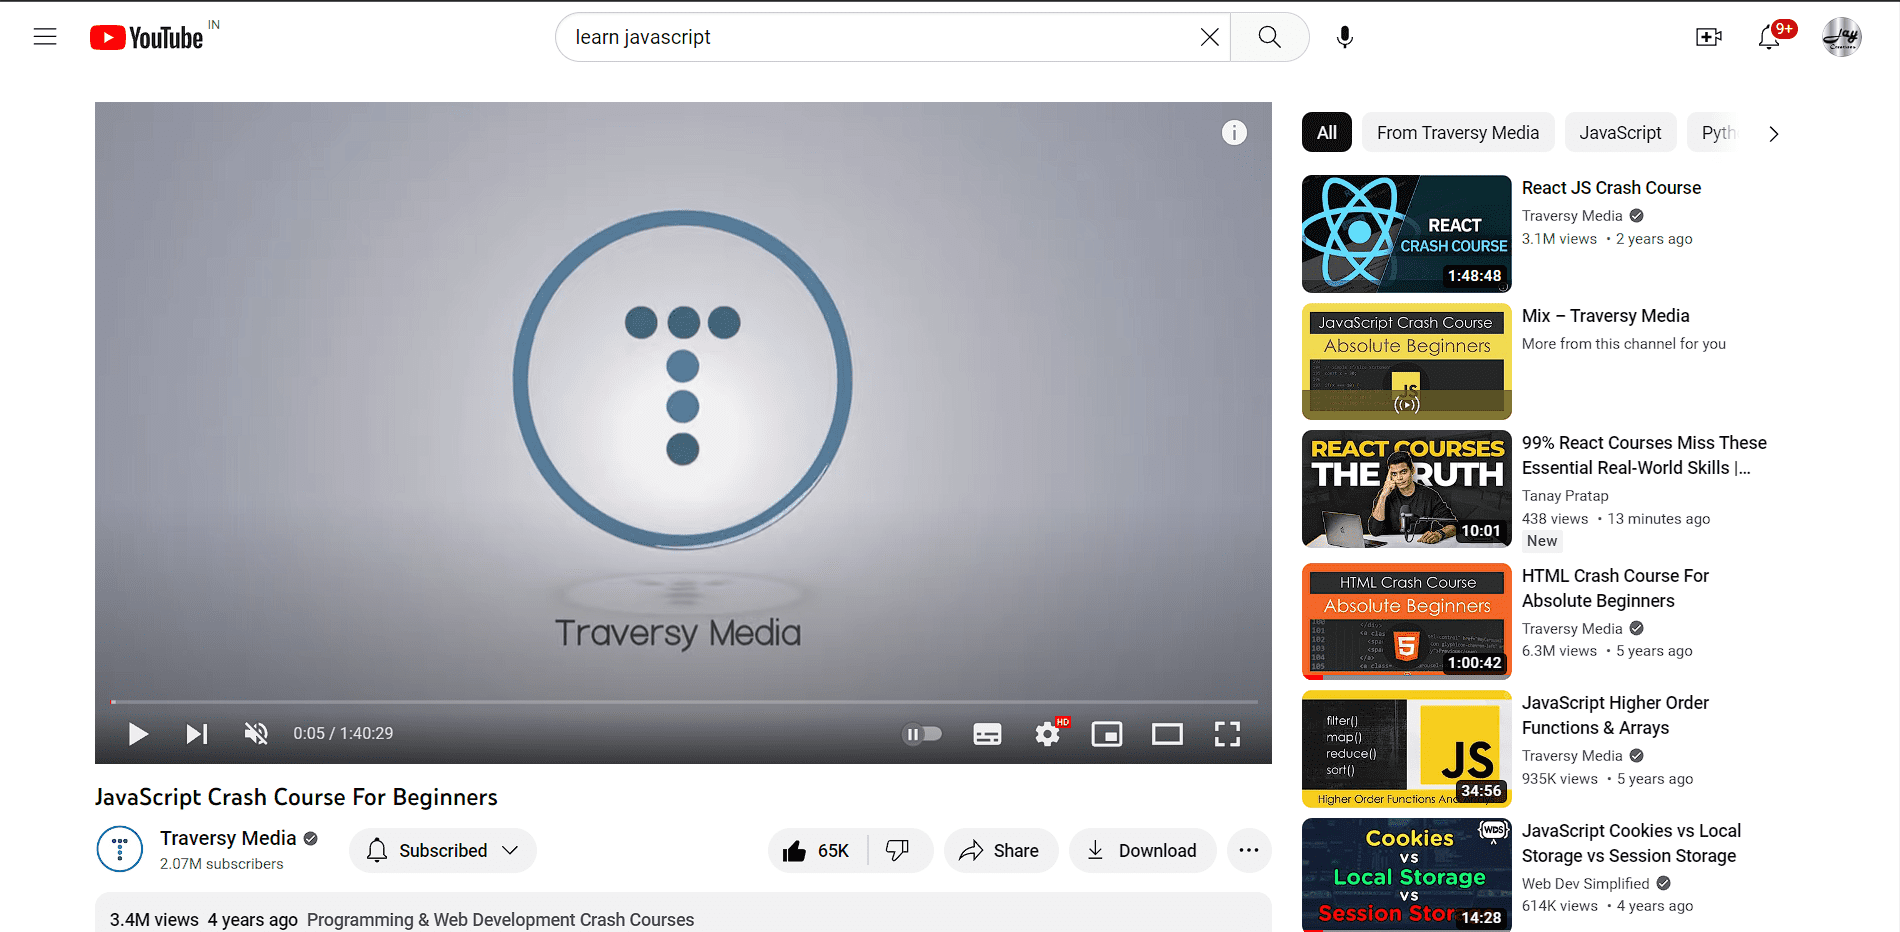 YouTube IN
learn javascript
9+
Jay
Traversy Media
0:05 / 1:40:29
HD
JavaScript Crash Course For Beginners
Traversy Media
2.07M subscribers
Subscribed
65K
Share
Download
3.4M views 4 years ago Programming & Web Development Crash Courses
All
From Traversy Media
JavaScript
Pyth
REACT
CRASH COURSE
1:48:48
React JS Crash Course
Traversy Media
3.1M views • 2 years ago
JavaScript Crash Course
Absolute Beginners
JS
Mix – Traversy Media
More from this channel for you
REACT COURSES
THE TRUTH
10:01
99% React Courses Miss These
Essential Real-World Skills |...
Tanay Pratap
438 views • 13 minutes ago
New
HTML Crash Course
Absolute Beginners
5
1:00:42
HTML Crash Course For
Absolute Beginners
Traversy Media
6.3M views • 5 years ago
filter()
map()
reduce()
sort()
JS
34:56
Higher Order Functions And Arrays
JavaScript Higher Order
Functions & Arrays
Traversy Media
935K views • 5 years ago
WDS
Cookies
VS
Local Storage
VS
Session Stor
14:28
JavaScript Cookies vs Local
Storage vs Session Storage
Web Dev Simplified
614K views • 4 years ago